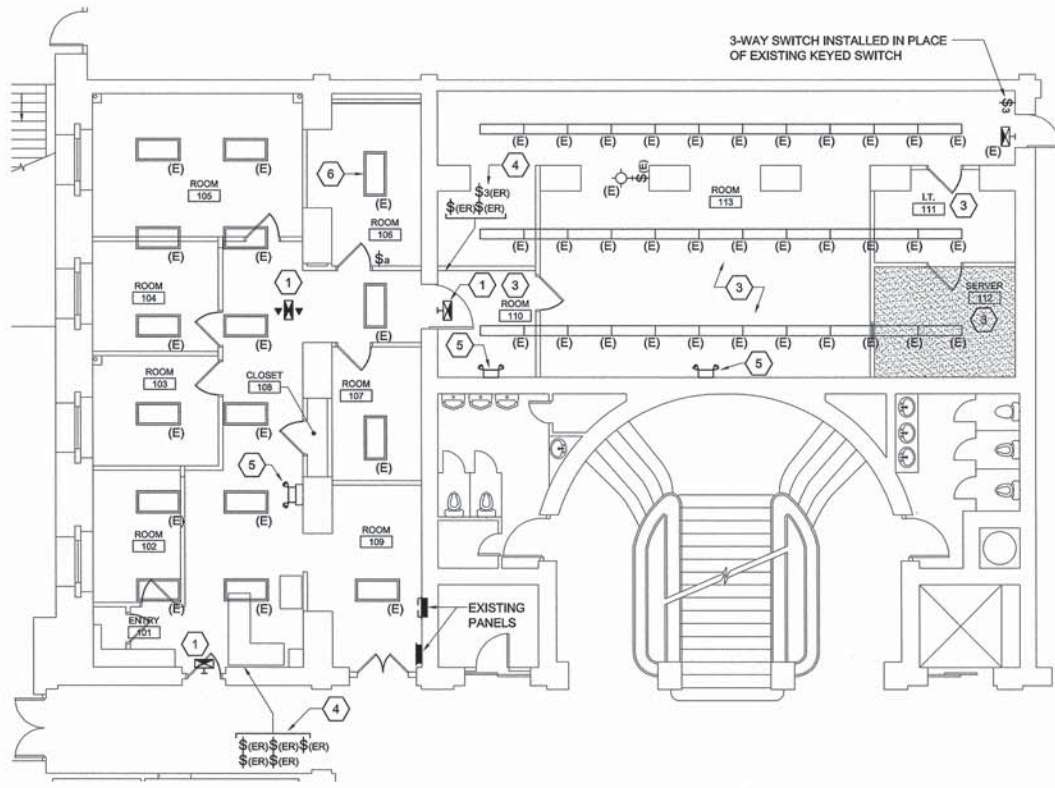 3-WAY SWITCH INSTALLED IN PLACE
OF EXISTING KEYED SWITCH
$3
(E) (E) (E) (E) (E) (E) (E) (E) (E) (E) (E)
(E)
(E) (E)
6
4
ROOM
105
(E)
$3(ER)
$(ER)$(ER)
(E) $(E)
ROOM
113
I.T.
111
3
ROOM
106
$a
(E) (E)
(E) (E) (E) (E) (E) (E) (E) (E) (E) (E) (E)
ROOM
104
1
1
3
ROOM
110
3
SERVER
112
3
(E) (E) (E)
(E) (E) (E) (E) (E) (E) (E) (E) (E) (E) (E)
5
5
ROOM
103
CLOSET
108
ROOM
107
(E) (E) (E)
5
(E) (E)
ROOM
102
ROOM
109
(E) (E) (E)
EXISTING
PANELS
ENTRY
101
1
4
$(ER)$(ER)$(ER)
$(ER)$(ER)